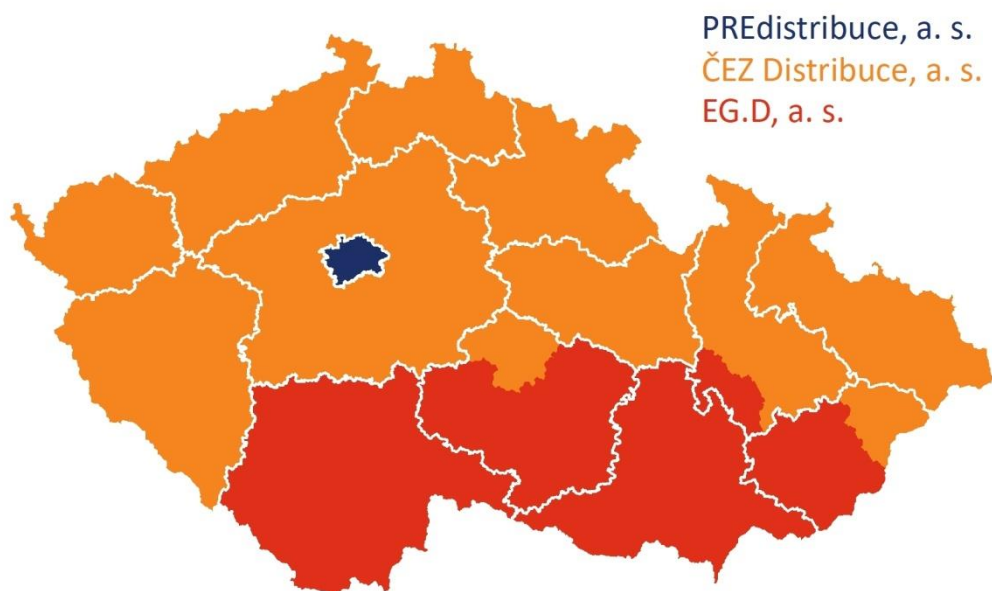 PREdistribuce, a. s.
ČEZ Distribuce, a. s.
EG.D, a. s.